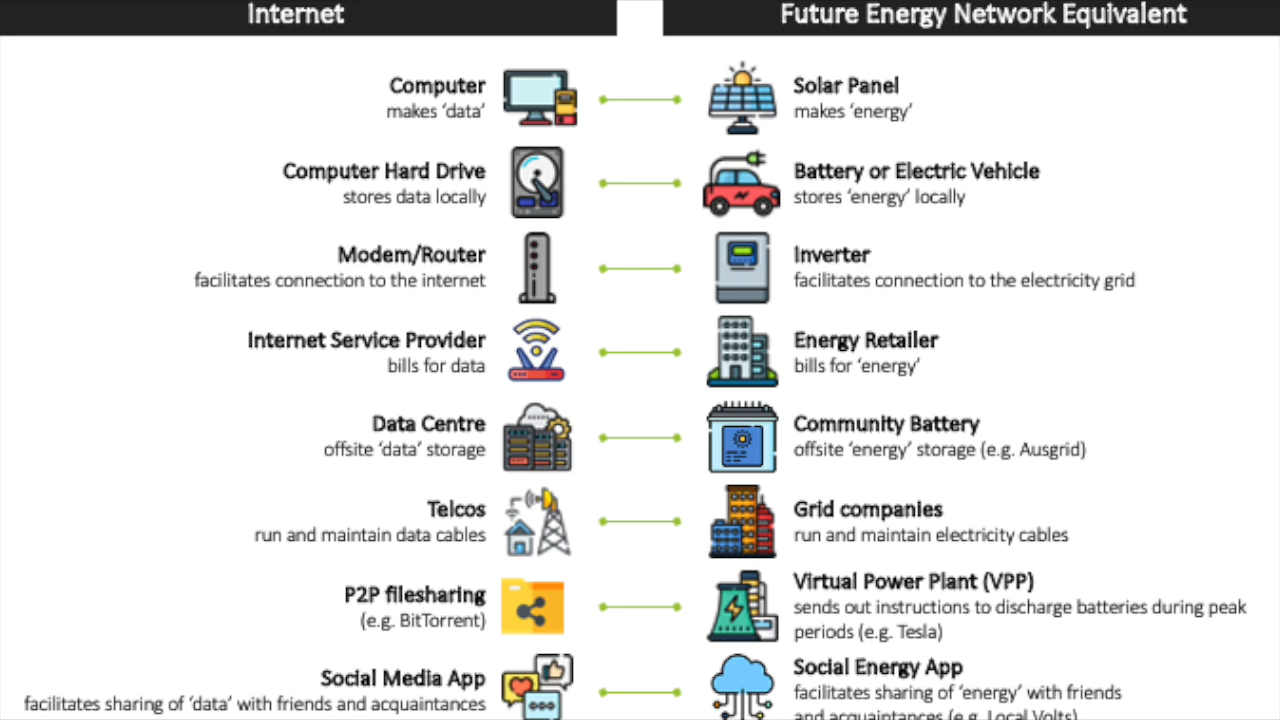 Internet
Future Energy Network Equivalent
Computer
makes ‘data’
Solar Panel
makes ‘energy’
Computer Hard Drive
stores data locally
Battery or Electric Vehicle
stores ‘energy’ locally
Modem/Router
facilitates connection to the internet
Inverter
facilitates connection to the electricity grid
Internet Service Provider
bills for data
Energy Retailer
bills for ‘energy’
Data Centre
offsite ‘data’ storage
Community Battery
offsite ‘energy’ storage (e.g. Ausgrid)
Telcos
run and maintain data cables
Grid companies
run and maintain electricity cables
P2P filesharing
(e.g. BitTorrent)
Virtual Power Plant (VPP)
sends out instructions to discharge batteries during peak
periods (e.g. Tesla)
Social Media App
facilitates sharing of ‘data’ with friends and acquaintances
Social Energy App
facilitates sharing of ‘energy’ with friends
and acquaintances (e.g. Local Volts)